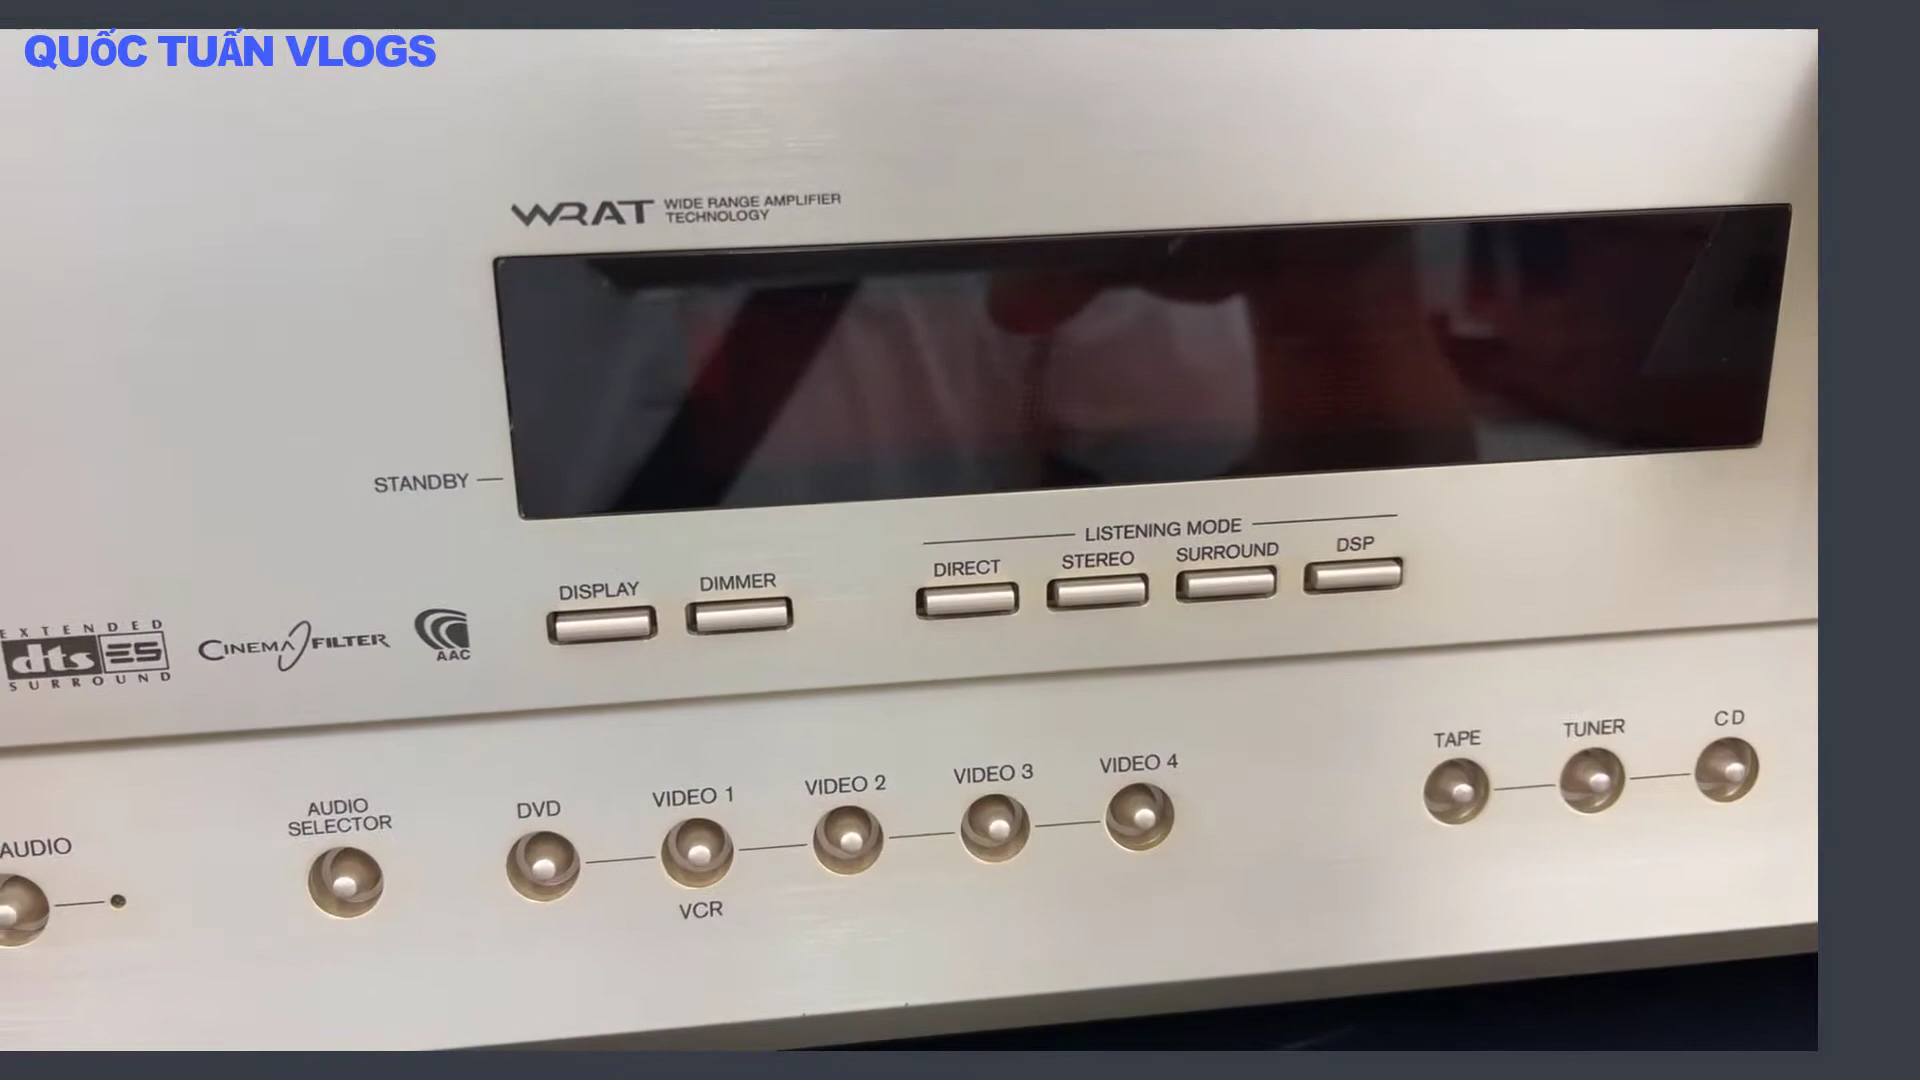 QUỐC TUẤN VLOGS
WRAT WIDE RANGE AMPLIFIER
TECHNOLOGY
STANDBY
LISTENING MODE
DISPLAY DIMMER DIRECT STEREO SURROUND DSP
EXTENDED
dts ES
SURROUND
CINEMA FILTER
AAC
TAPE TUNER CD
AUDIO
AUDIO
SELECTOR
DVD VIDEO 1 VIDEO 2 VIDEO 3 VIDEO 4
VCR